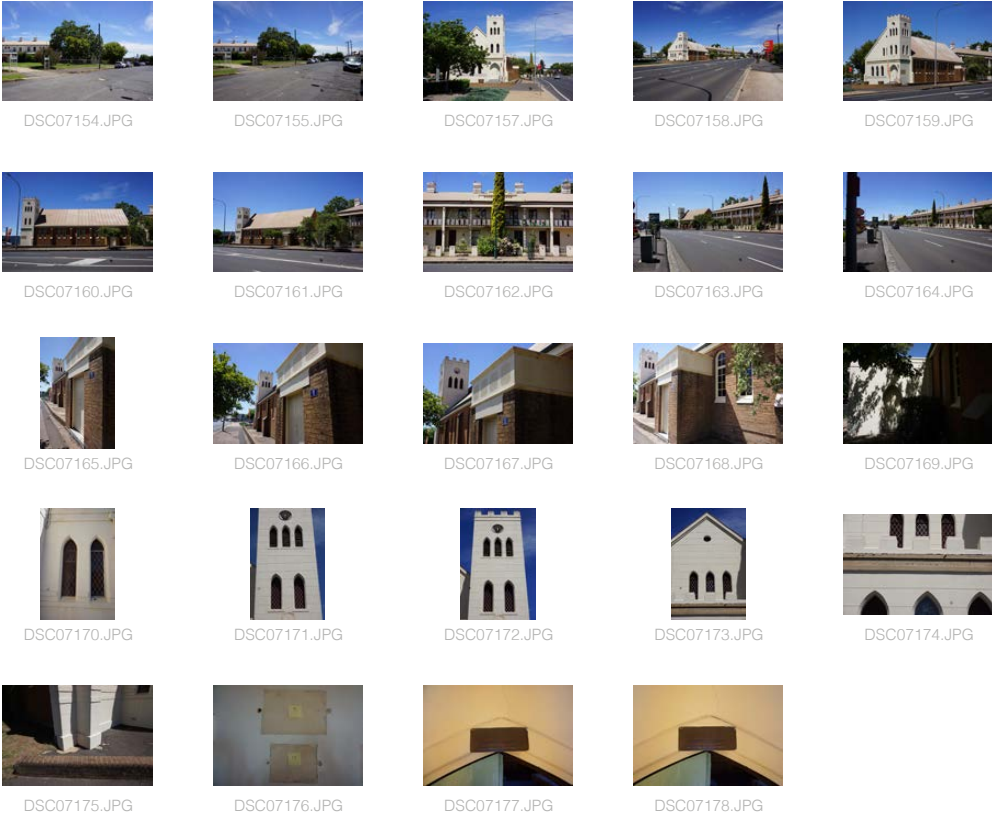 DSC07154.JPG DSC07155.JPG DSC07157.JPG DSC07158.JPG DSC07159.JPG
DSC07160.JPG DSC07161.JPG DSC07162.JPG DSC07163.JPG DSC07164.JPG
DSC07165.JPG DSC07166.JPG DSC07167.JPG DSC07168.JPG DSC07169.JPG
DSC07170.JPG DSC07171.JPG DSC07172.JPG DSC07173.JPG DSC07174.JPG
DSC07175.JPG DSC07176.JPG DSC07177.JPG DSC07178.JPG